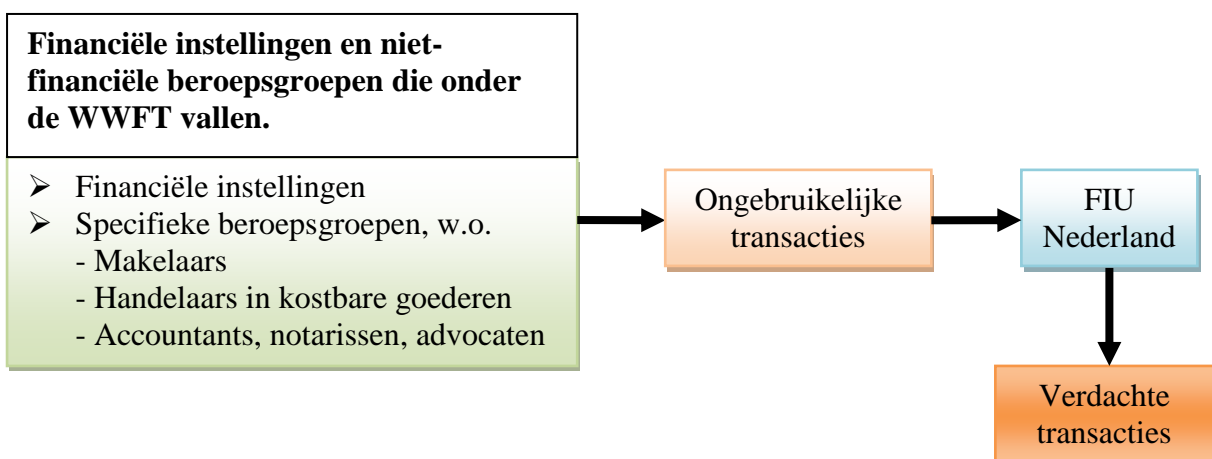 Financiële instellingen en niet-
financiële beroepsgroepen die onder
de WWFT vallen.
➢ Financiële instellingen
➢ Specifieke beroepsgroepen, w.o.
- Makelaars
- Handelaars in kostbare goederen
- Accountants, notarissen, advocaten
Ongebruikelijke
transacties
FIU
Nederland
Verdachte
transacties